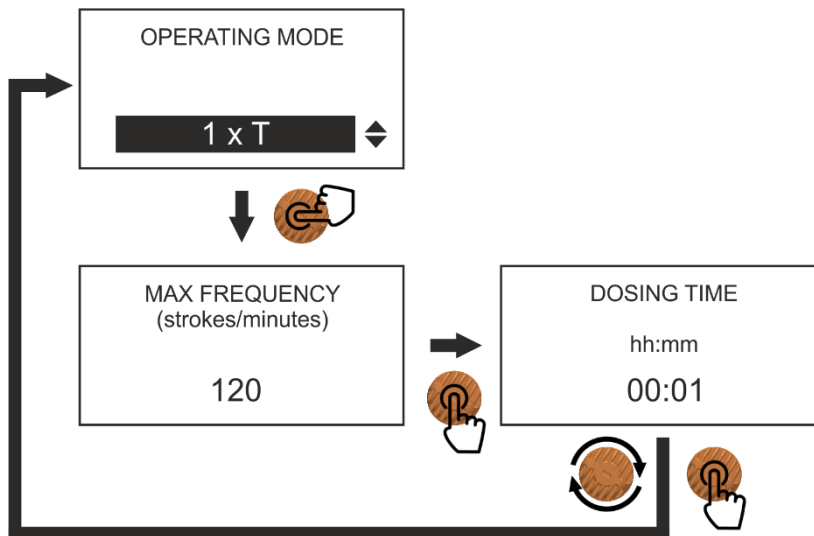 OPERATING MODE
1 x T
MAX FREQUENCY
(strokes/minutes)
120
DOSING TIME
hh:mm
00:01